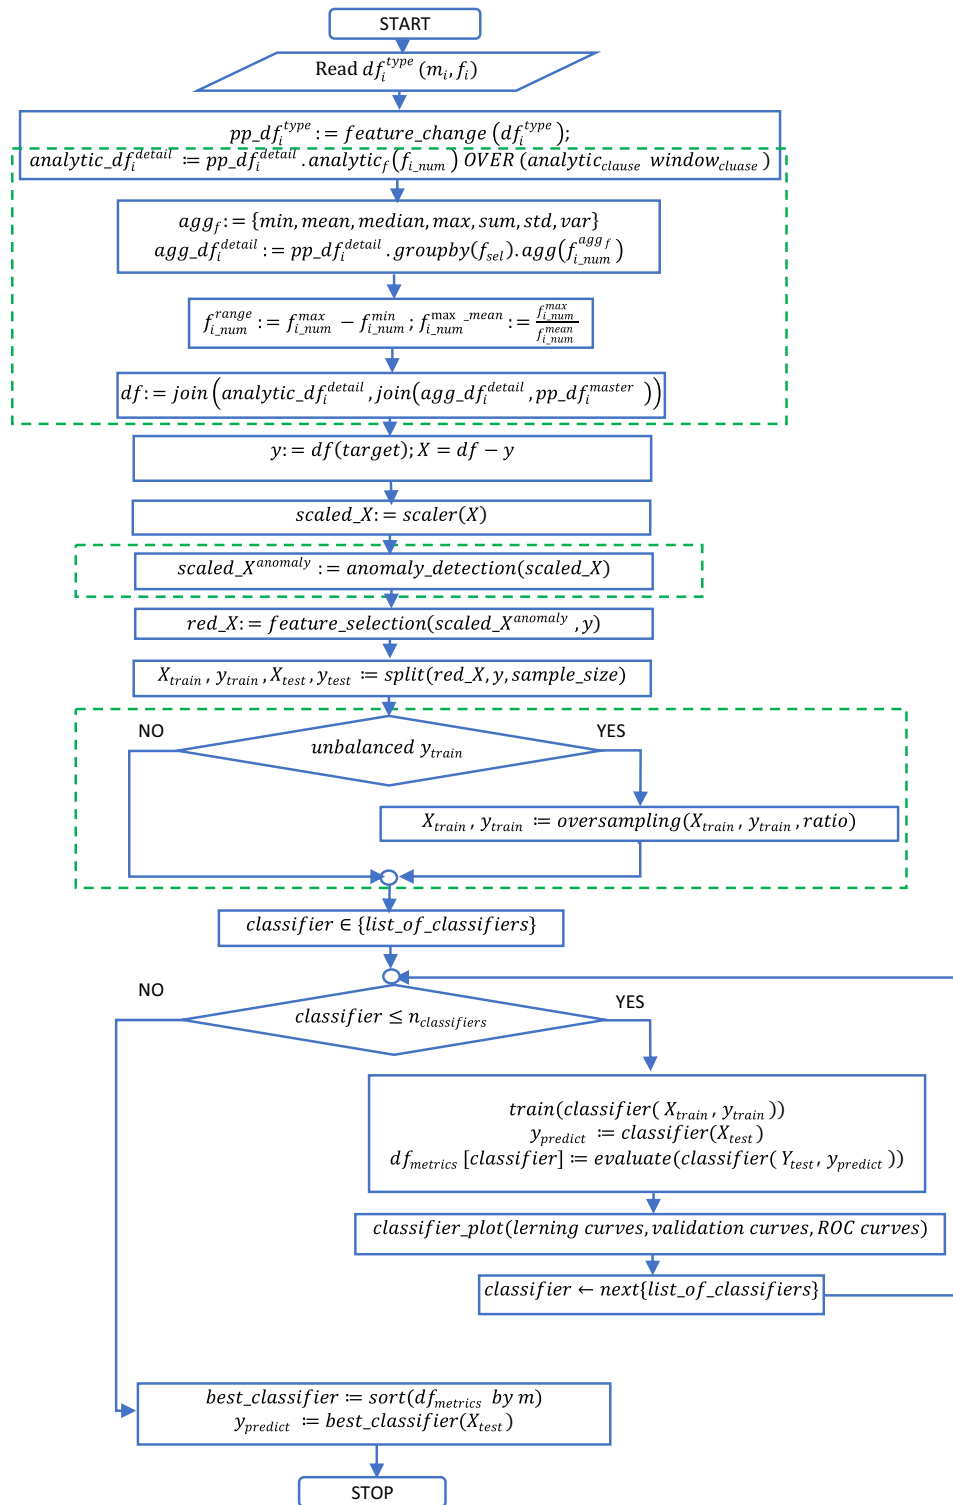 START
Read df_i^type (m_i, f_i)
pp_df_i^type := feature_change (df_i^type);
analytic_df_i^detail := pp_df_i^detail .analytic_f(f_i_num) OVER (analytic_clause window_cluase)
agg_f := {min, mean, median, max, sum, std, var}
agg_df_i^detail := pp_df_i^detail .groupby(f_sel).agg(f_i_num^agg_f)
f_i_num^range := f_i_num^max − f_i_num^min ; f_i_num^max_mean := f_i_num^max / f_i_num^mean
df := join (analytic_df_i^detail, join(agg_df_i^detail, pp_df_i^master))
y := df(target); X = df − y
scaled_X := scaler(X)
scaled_X^anomaly := anomaly_detection(scaled_X)
red_X := feature_selection(scaled_X^anomaly, y)
X_train, y_train, X_test, y_test := split(red_X, y, sample_size)
NO
YES
unbalanced y_train
X_train, y_train := oversampling(X_train, y_train, ratio)
classifier ∈ {list_of_classifiers}
NO
YES
classifier ≤ n_classifiers
train(classifier( X_train, y_train ))
y_predict := classifier(X_test)
df_metrics [classifier] := evaluate(classifier( Y_test, y_predict ))
classifier_plot(lerning curves, validation curves, ROC curves)
classifier ← next{list_of_classifiers}
best_classifier := sort(df_metrics by m)
y_predict := best_classifier(X_test)
STOP